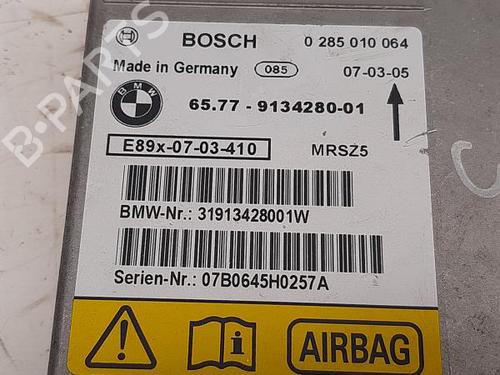 BOSCH 0 285 010 064
Made in Germany 085 07-03-05
BMW
65.77 - 9134280-01
E89x-07-03-410 MRSZ5
BMW-Nr.: 31913428001W
Serien-Nr.: 07B0645H0257A
AIRBAG
B-PARTS
C